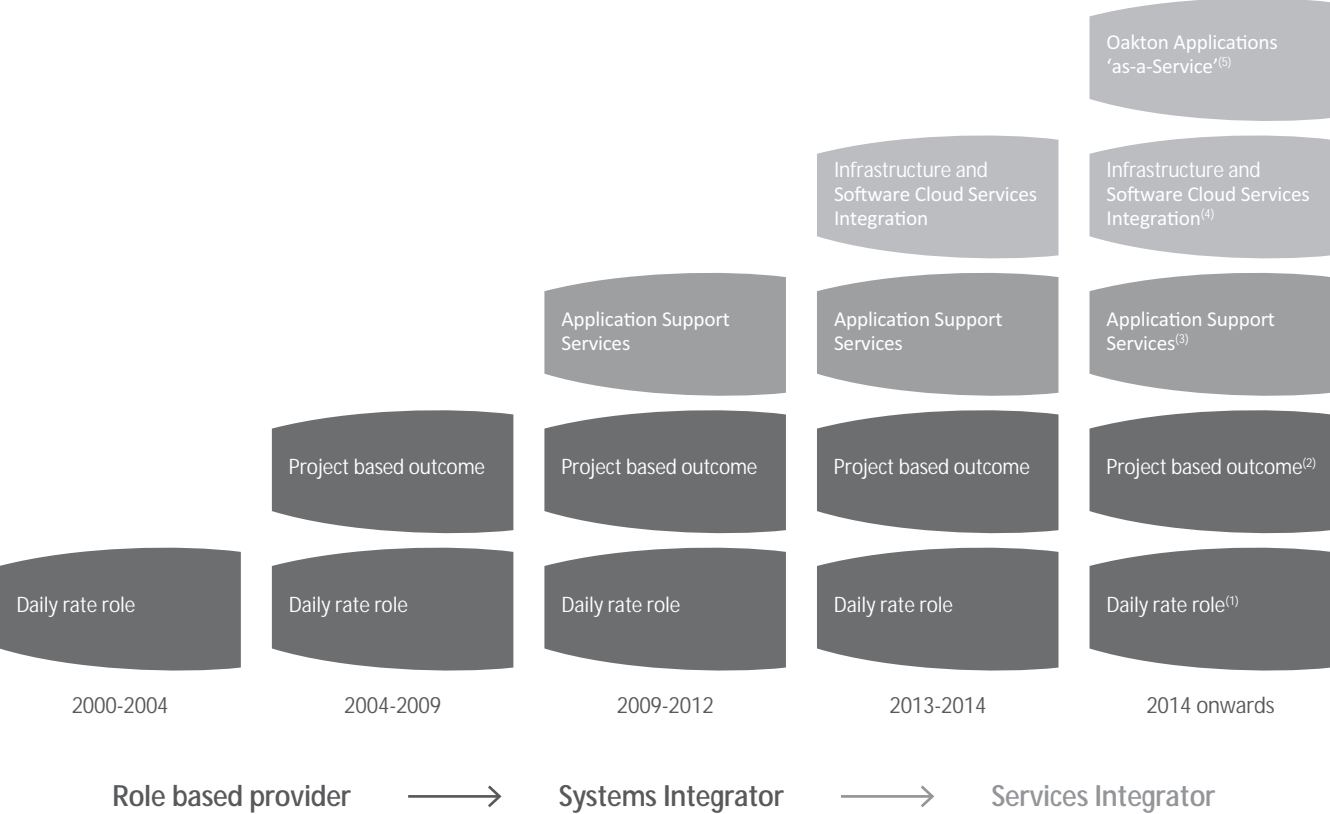 Oakton Applications
‘as-a-Service’(5)
Infrastructure and
Software Cloud Services
Integration
Infrastructure and
Software Cloud Services
Integration(4)
Application Support
Services
Application Support
Services
Application Support
Services(3)
Project based outcome
Project based outcome
Project based outcome
Project based outcome(2)
Daily rate role
Daily rate role
Daily rate role
Daily rate role
Daily rate role(1)
2000-2004
2004-2009
2009-2012
2013-2014
2014 onwards
Role based provider
Systems Integrator
Services Integrator